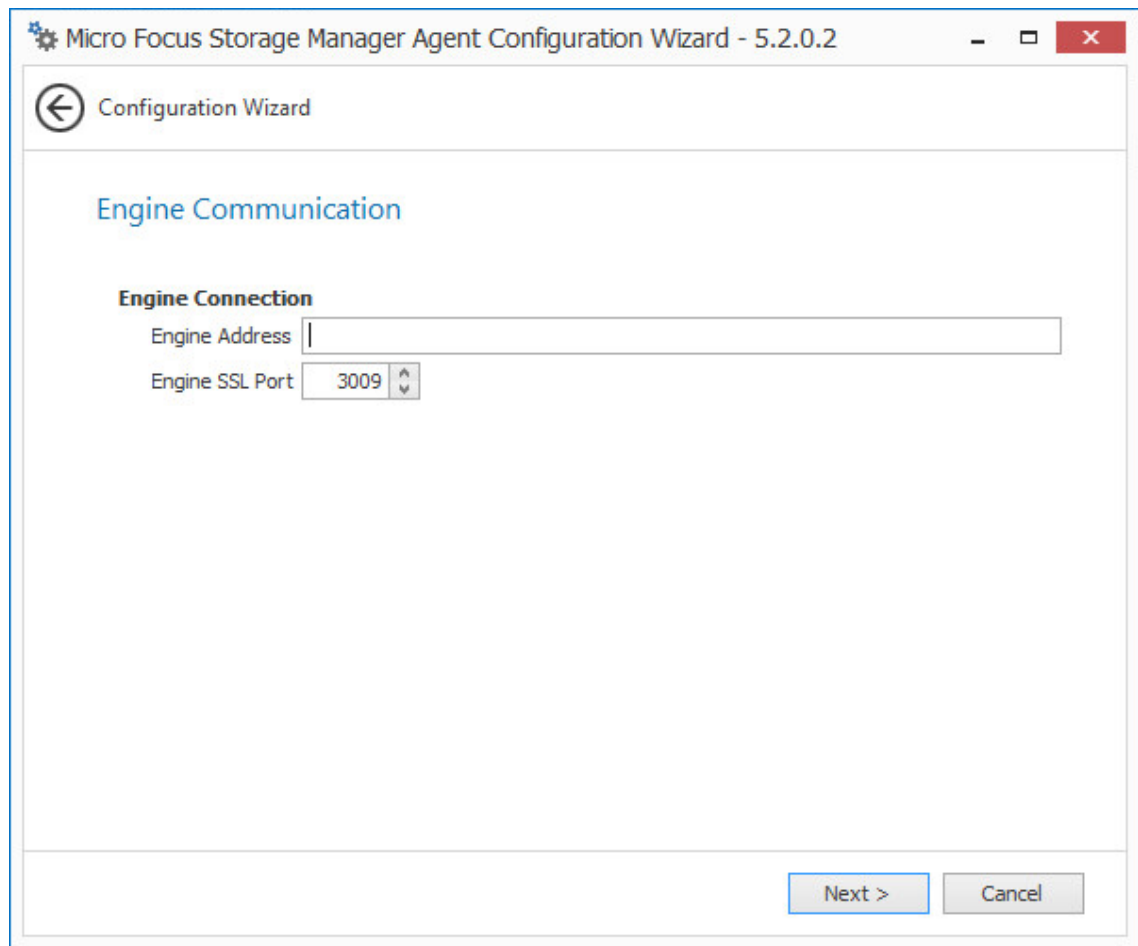 Micro Focus Storage Manager Agent Configuration Wizard - 5.2.0.2
Configuration Wizard
Engine Communication
Engine Connection
Engine Address
Engine SSL Port 3009
Next > Cancel